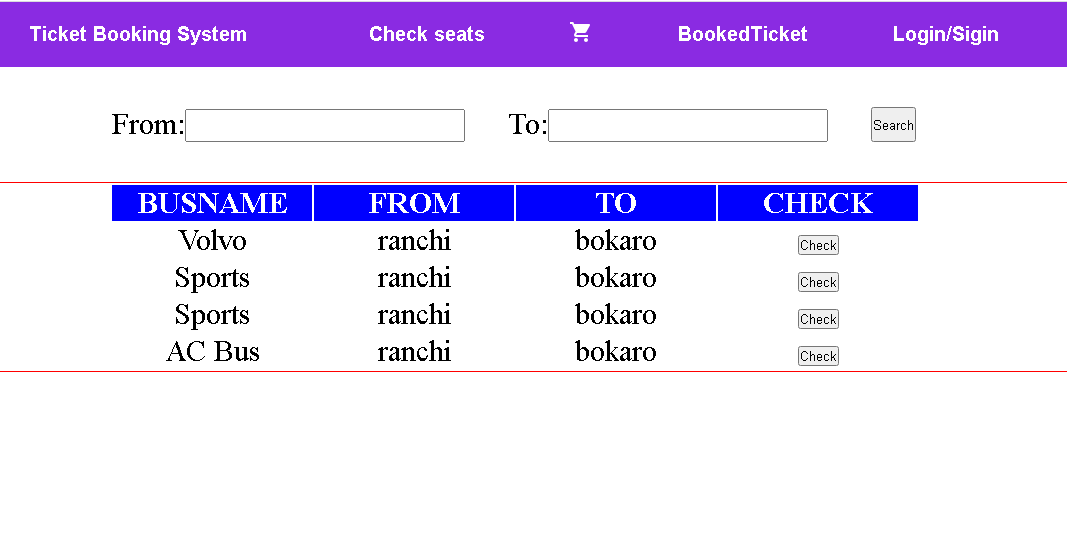 Ticket Booking System Check seats BookedTicket Login/Sigin
From: To: Search
BUSNAME FROM TO CHECK
Volvo ranchi bokaro Check
Sports ranchi bokaro Check
Sports ranchi bokaro Check
AC Bus ranchi bokaro Check